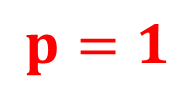 p = 1